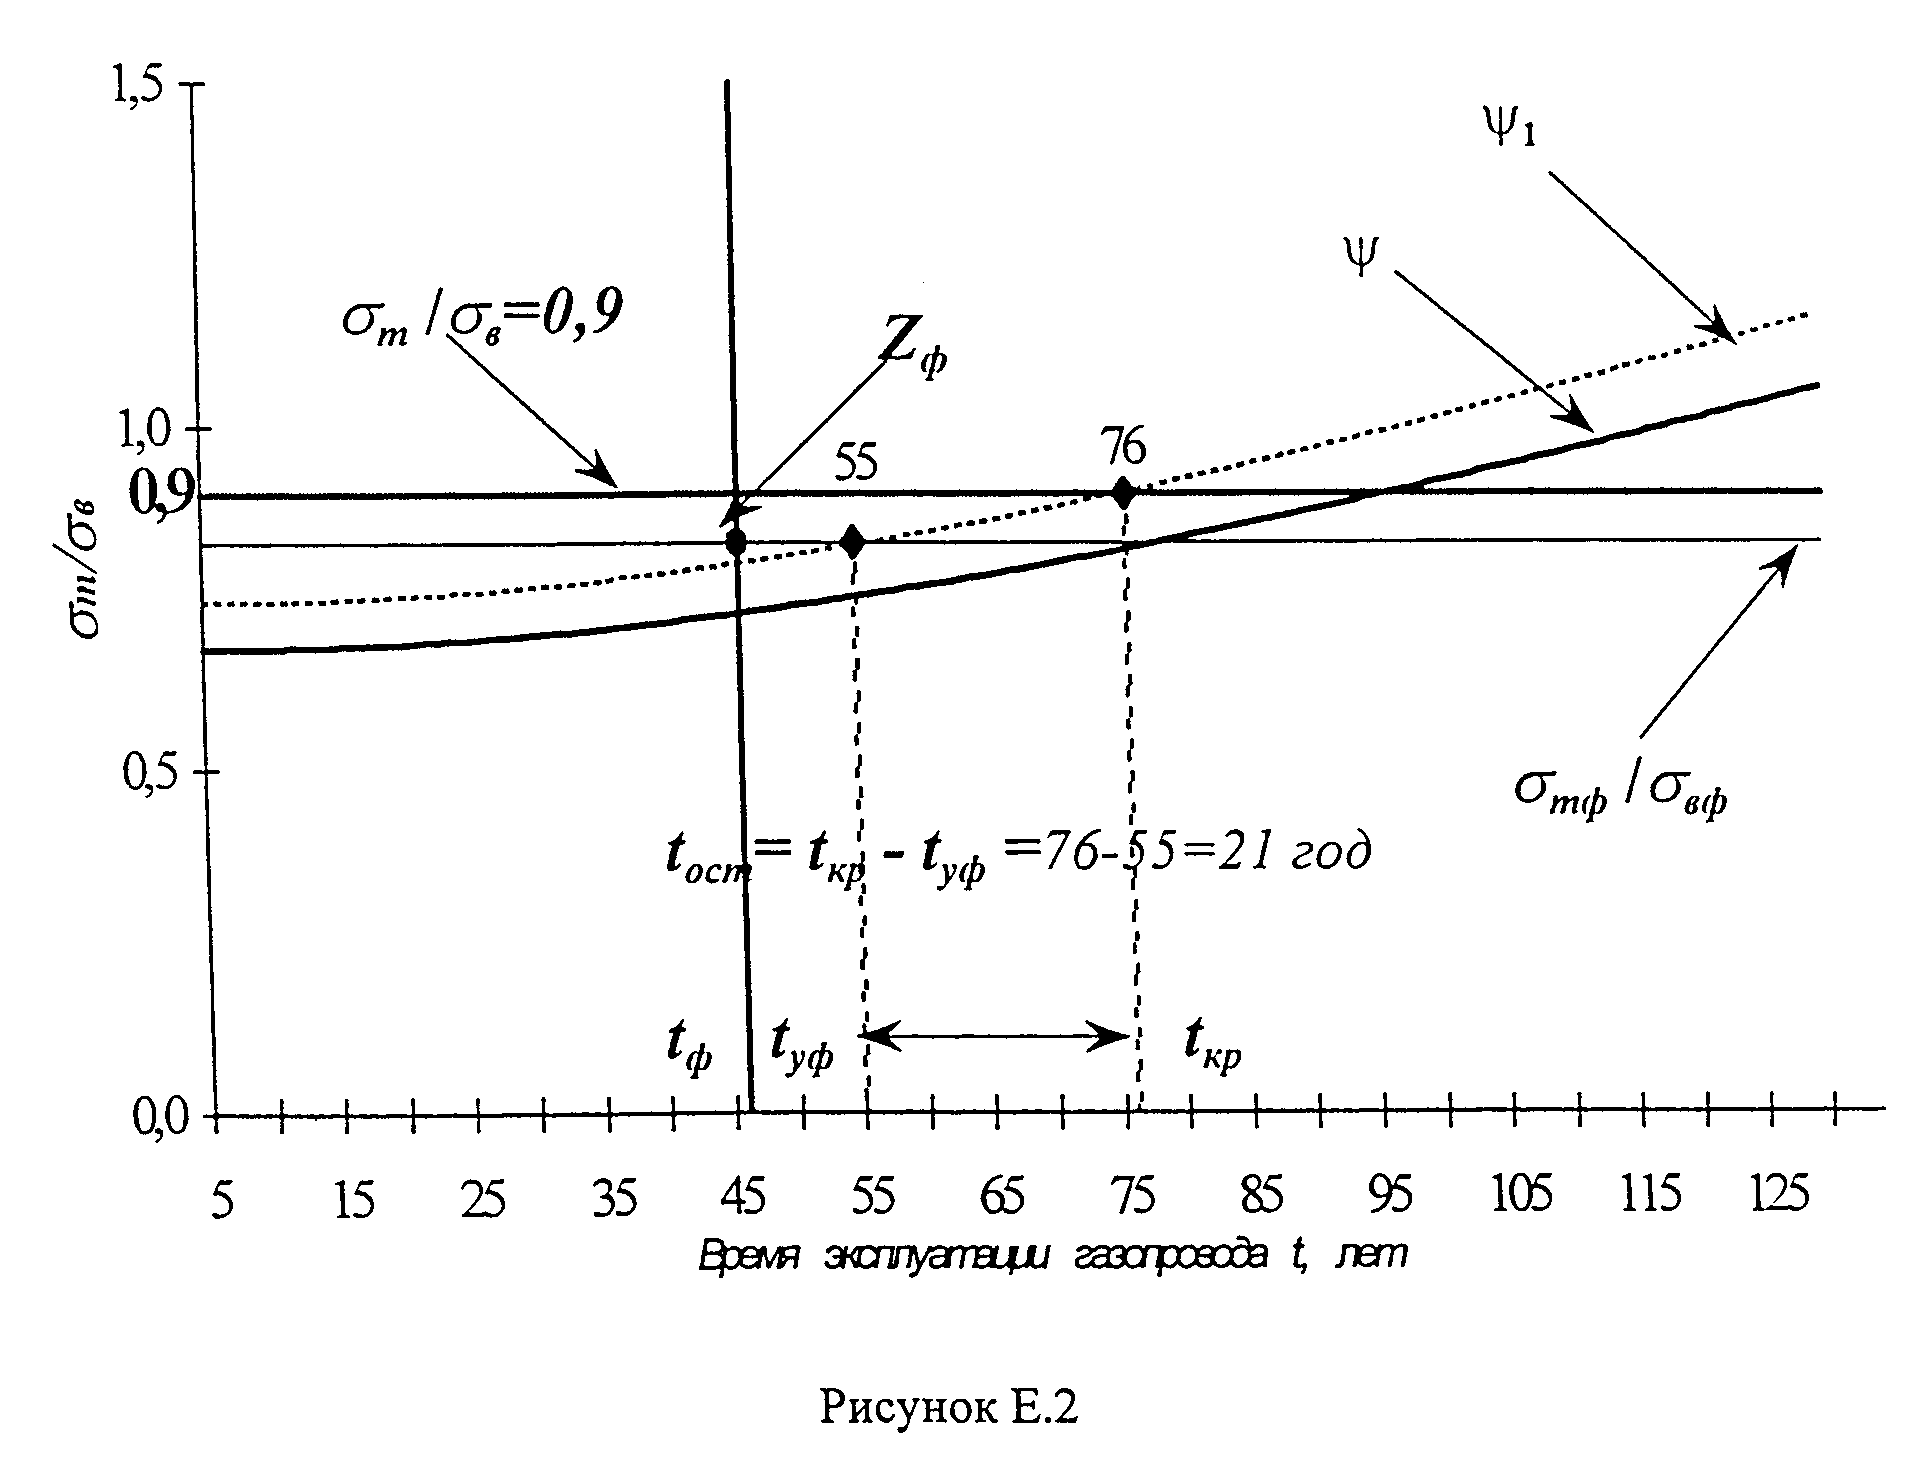 1,5
ψ1
ψ
σт /σв=0,9
Zф
1,0
55
76
0,9
σт/σв
0,5
σтф /σвф
tост= tкр - tуф =76-55=21 год
tф
tуф
tкр
0,0
5 15 25 35 45 55 65 75 85 95 105 115 125
Время эксплуатации газопровода t, лет
Рисунок Е.2